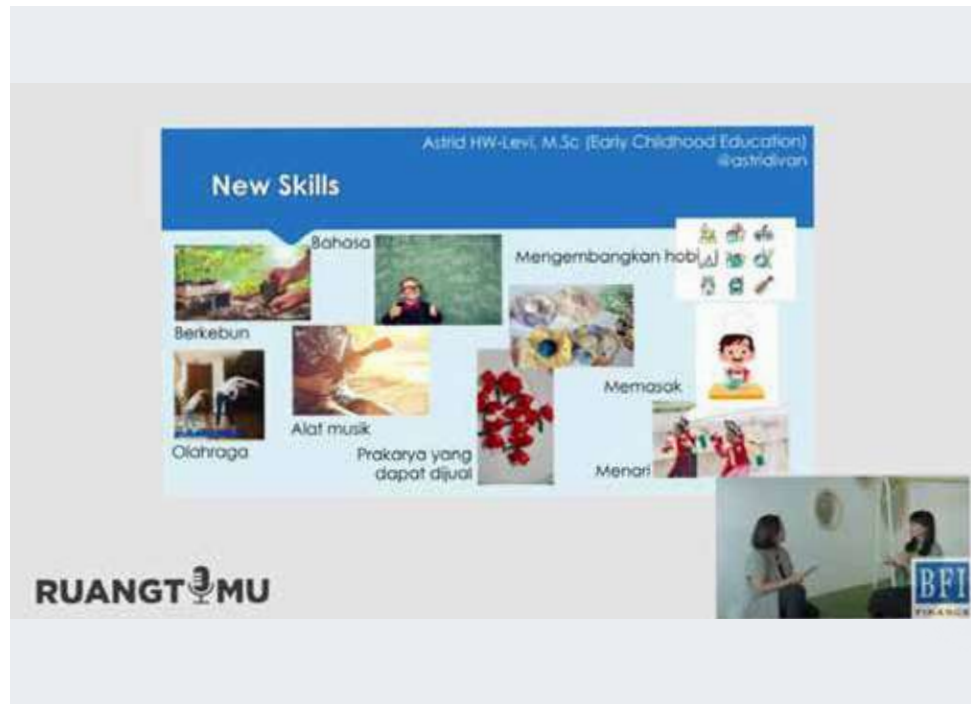 Astrid HW-Levi, M.Sc (Early Childhood Education)
@astridivan
New Skills
Bahasa
Mengembangkan hobi
Berkebun
Memasak
Alat musik
Olahraga
Prakarya yang
dapat dijual
Menari
RUANGTEMU
BFI
FINANCE